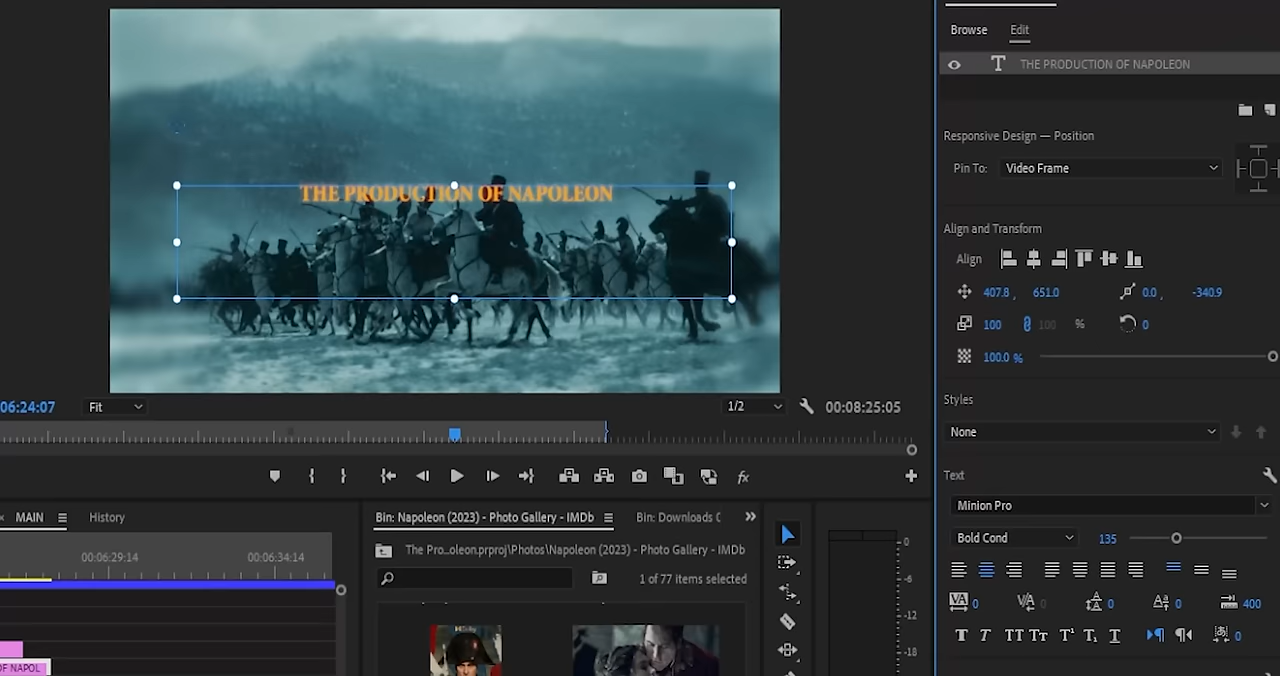 Browse Edit
THE PRODUCTION OF NAPOLEON
Responsive Design — Position
Pin To: Video Frame
THE PRODUCTION OF NAPOLEON
Align and Transform
Align
407.8 , 651.0 0.0 , -340.9
100 100 % 0
100.0 %
06:24:07 Fit 1/2 00:08:25:05
Styles
None
Text
Minion Pro
Bold Cond 135
0 0 0 0 400
0
MAIN History
00:06:29:14 00:06:34:14
OF NAPOL
Bin: Napoleon (2023) - Photo Gallery - IMDb Bin: Downloads
The Pro...oleon.prproj\Photos\Napoleon (2023) - Photo Gallery - IMDb
1 of 77 items selected
0
-6
-12
-18